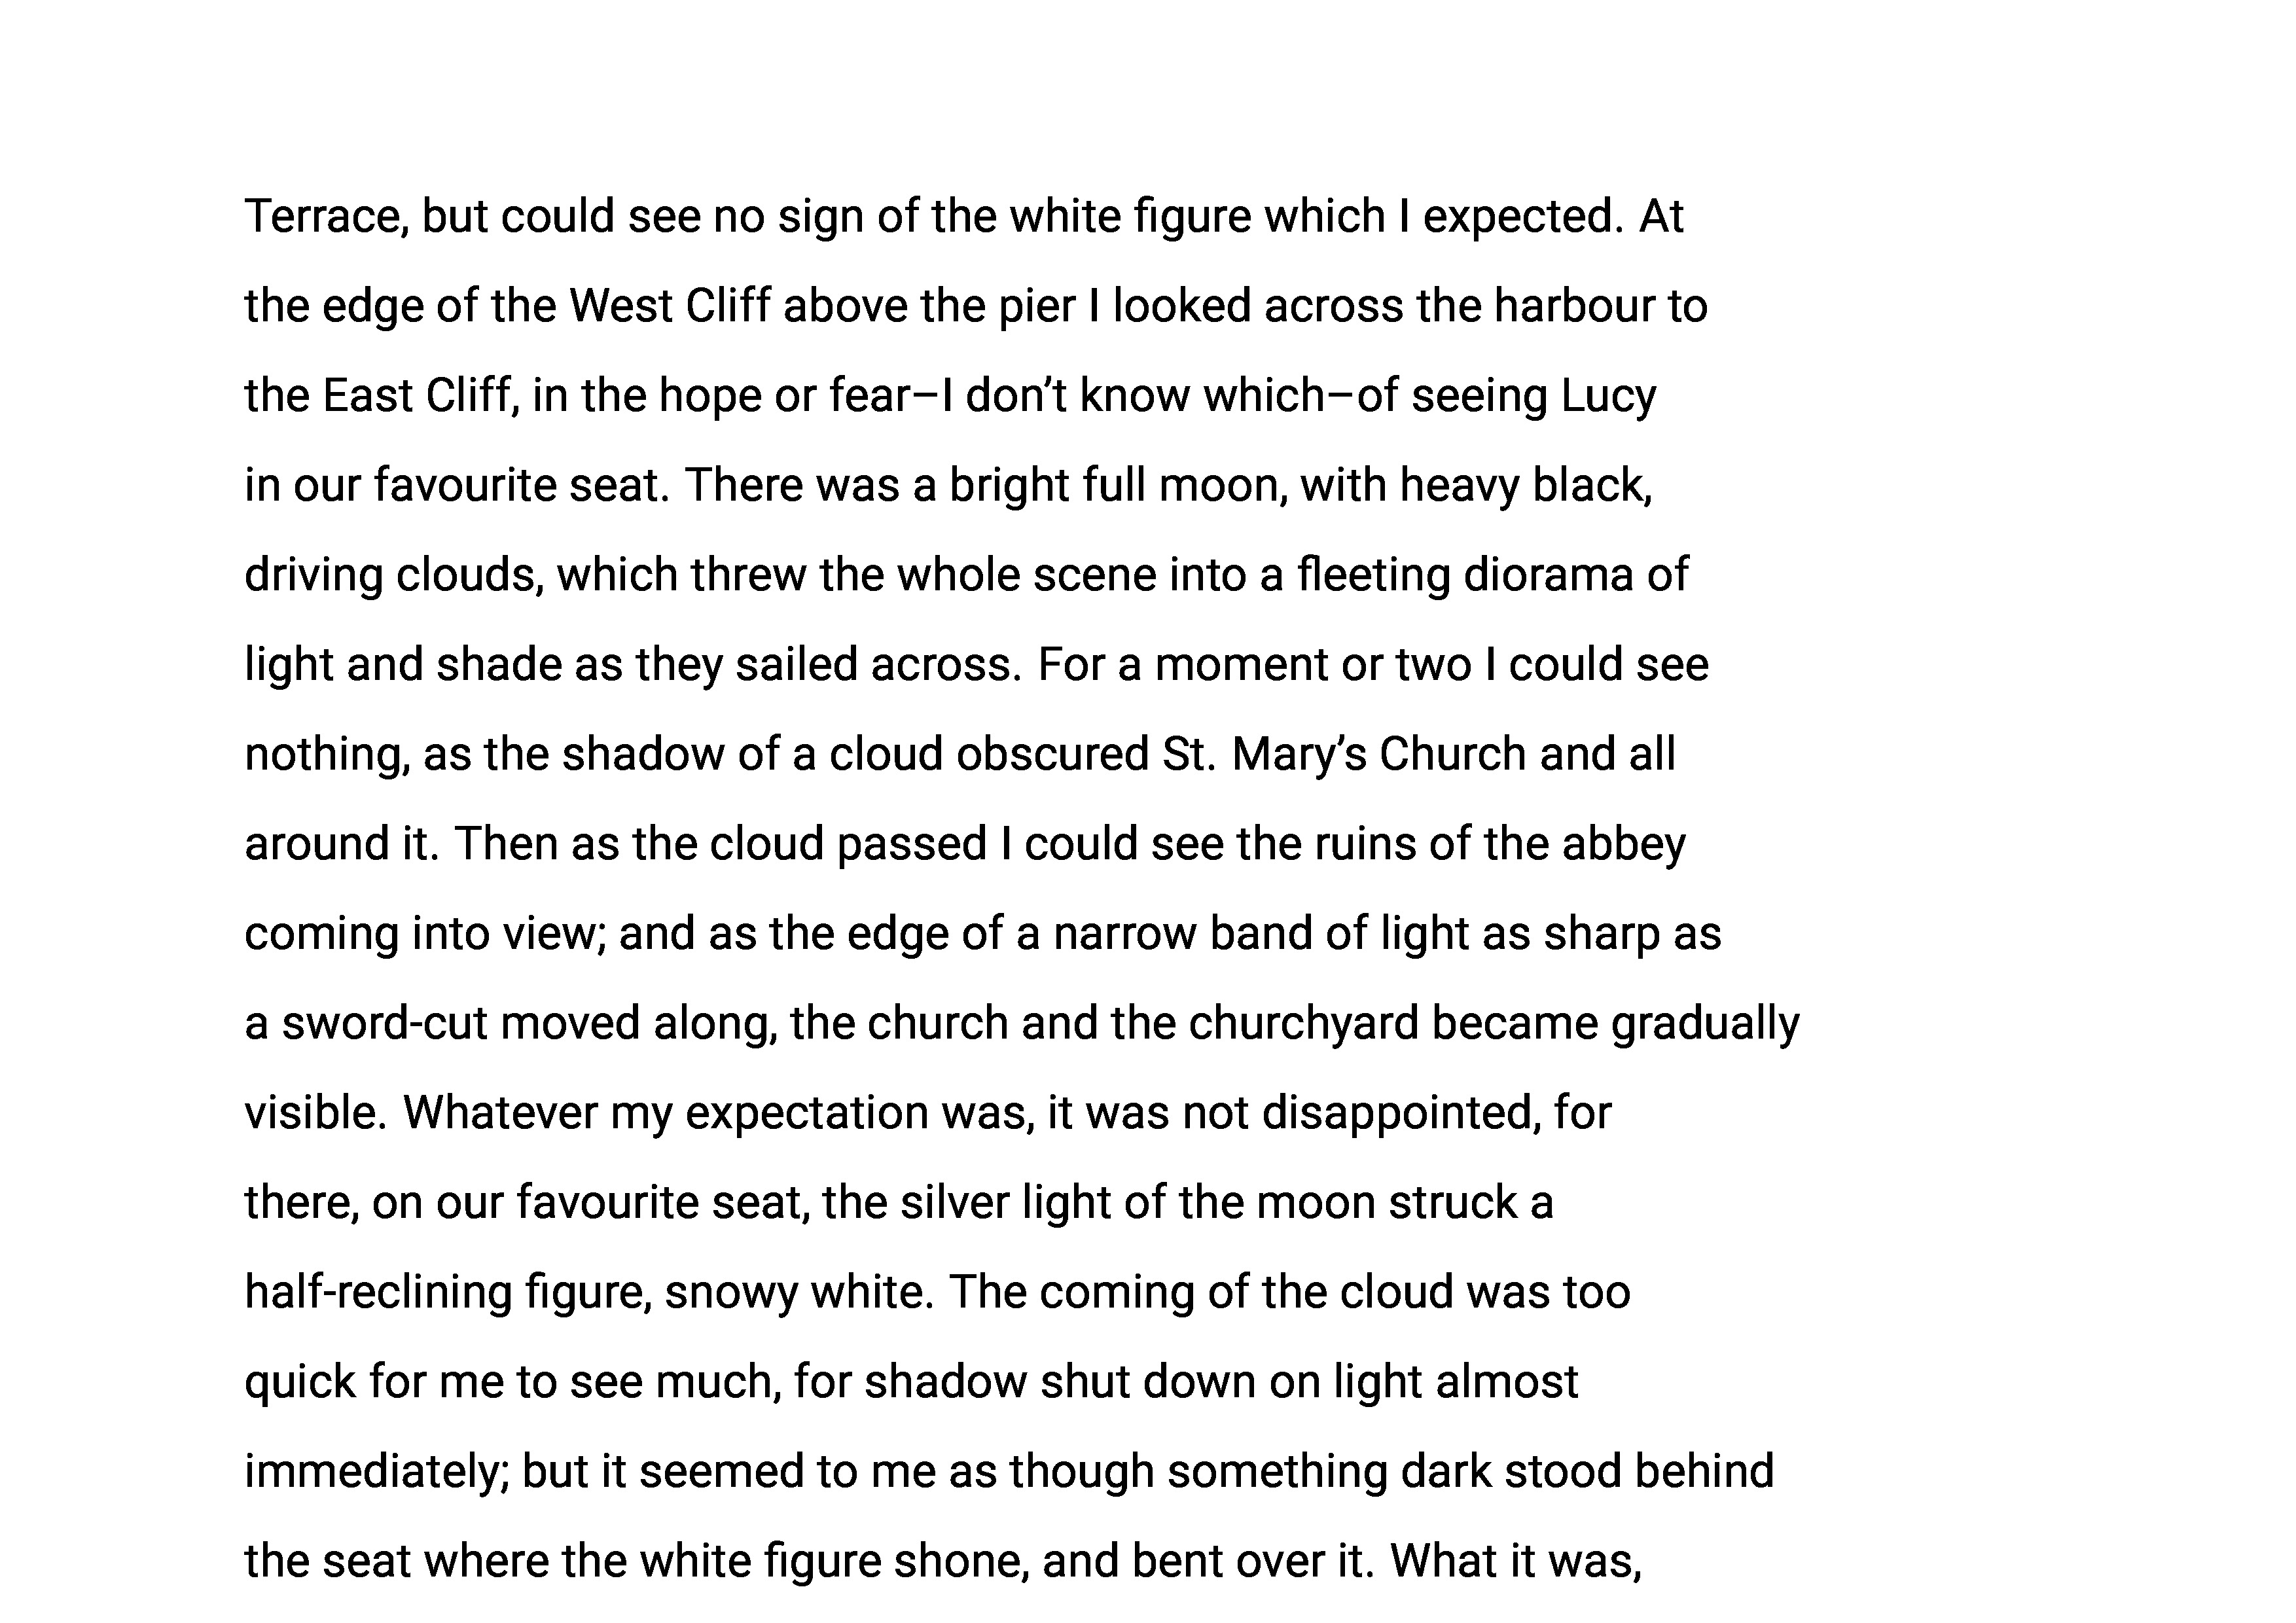 Terrace, but could see no sign of the white figure which I expected. At
the edge of the West Cliff above the pier I looked across the harbour to
the East Cliff, in the hope or fear–I don’t know which–of seeing Lucy
in our favourite seat. There was a bright full moon, with heavy black,
driving clouds, which threw the whole scene into a fleeting diorama of
light and shade as they sailed across. For a moment or two I could see
nothing, as the shadow of a cloud obscured St. Mary’s Church and all
around it. Then as the cloud passed I could see the ruins of the abbey
coming into view; and as the edge of a narrow band of light as sharp as
a sword-cut moved along, the church and the churchyard became gradually
visible. Whatever my expectation was, it was not disappointed, for
there, on our favourite seat, the silver light of the moon struck a
half-reclining figure, snowy white. The coming of the cloud was too
quick for me to see much, for shadow shut down on light almost
immediately; but it seemed to me as though something dark stood behind
the seat where the white figure shone, and bent over it. What it was,